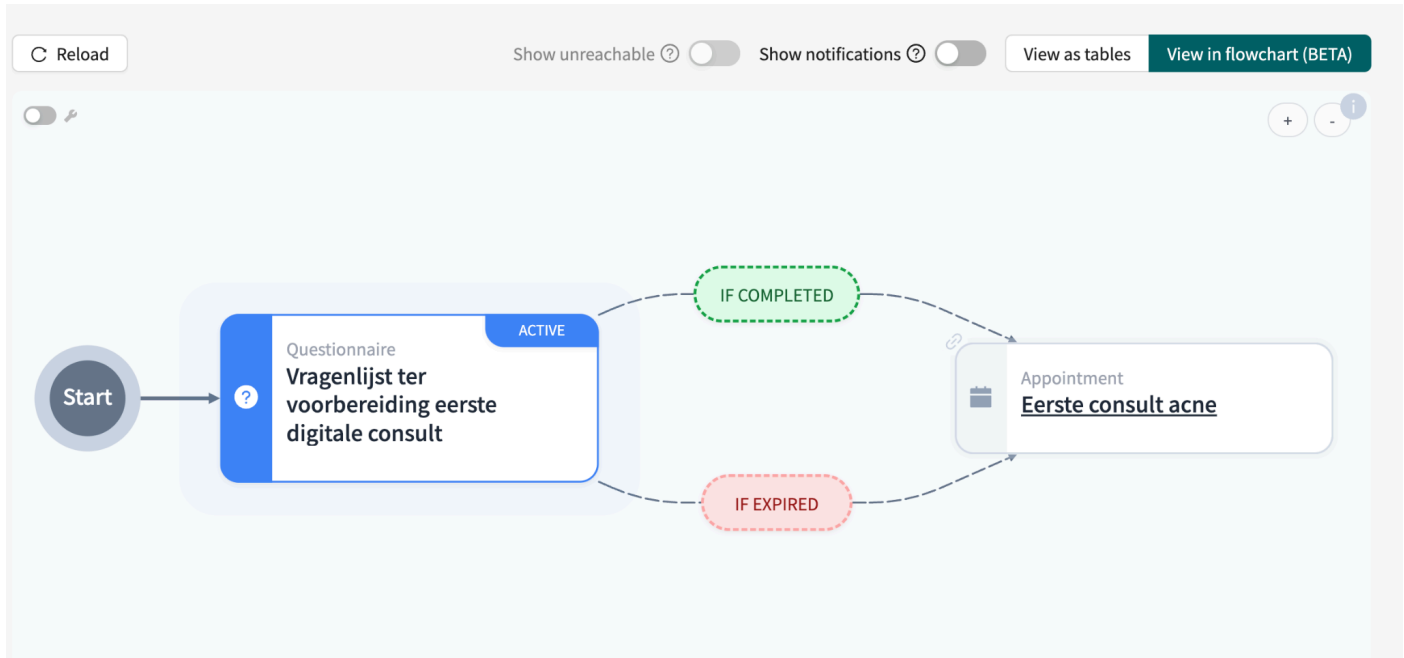 Reload
Show unreachable ?
Show notifications ?
View as tables
View in flowchart (BETA)
+
-
i
IF COMPLETED
ACTIVE
Questionnaire
Vragenlijst ter
voorbereiding eerste
digitale consult
?
Start
Appointment
Eerste consult acne
IF EXPIRED